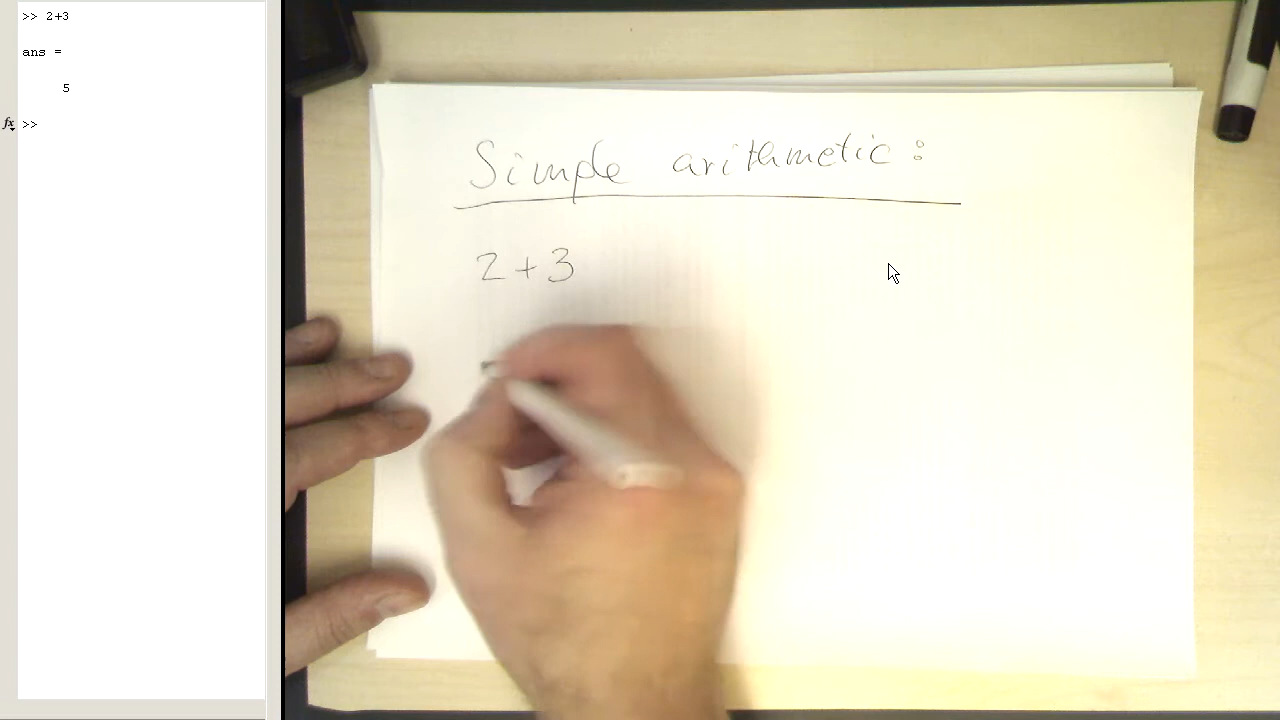 >> 2+3
ans =
5
fx >>
Simple arithmetic:
2+3